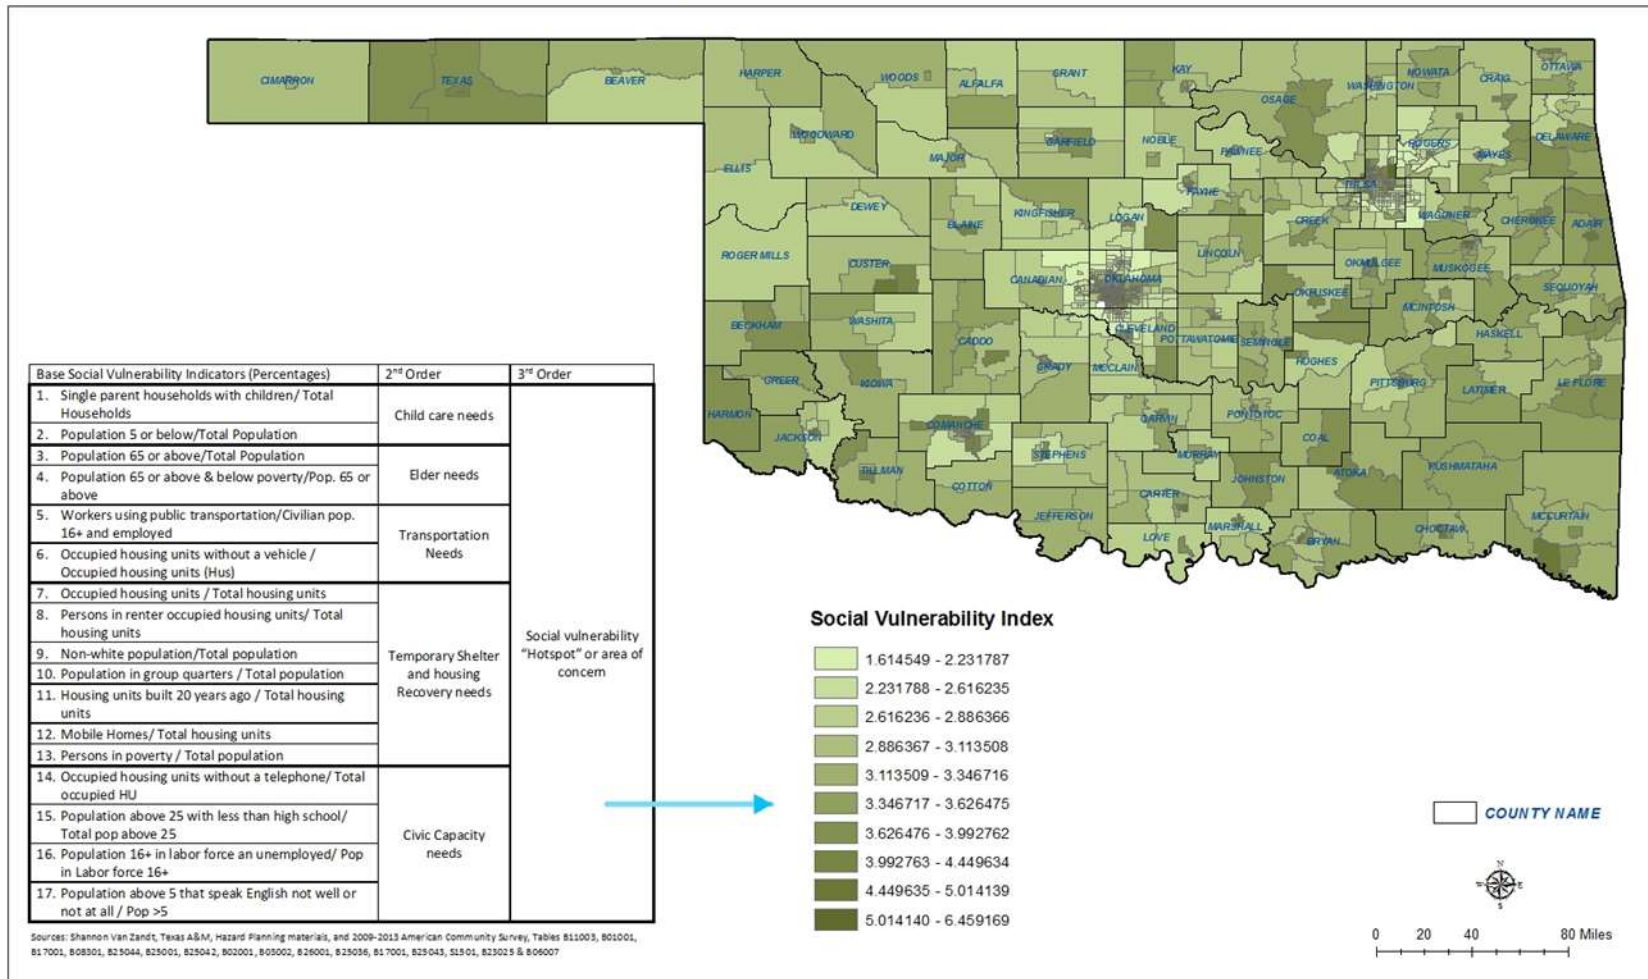 CIMARRON
TEXAS
BEAVER
HARPER
WOODS
ALFALFA
GRANT
KAY
OSAGE
WASHINGTON
NOWATA
CRAIG
OTTAWA
WOODWARD
ELLIS
MAJOR
GARFIELD
NOBLE
PAWNEE
ROGERS
MAYES
DELAWARE
TULSA
DEWEY
BLAINE
KINGFISHER
LOGAN
PAYNE
CREEK
WAGONER
CHEROKEE
ADAIR
ROGER MILLS
CUSTER
CANADIAN
OKLAHOMA
LINCOLN
OKMULGEE
MUSKOGEE
SEQUOYAH
BECKHAM
WASHITA
CADDO
CLEVELAND
POTTAWATOMIE
SEMINOLE
OKFUSKEE
MCINTOSH
HASKELL
GREER
KIOWA
GRADY
MCCLAIN
HUGHES
PITTSBURG
LATIMER
LE FLORE
HARMON
JACKSON
COMANCHE
GARVIN
PONTOTOC
COAL
TILLMAN
STEPHENS
MURRAY
COTTON
CARTER
JOHNSTON
ATOKA
PUSHMATAHA
JEFFERSON
LOVE
MARSHALL
BRYAN
CHOCTAW
MCCURTAIN
Base Social Vulnerability Indicators (Percentages) 2nd Order 3rd Order
1. Single parent households with children/ Total
Households
2. Population 5 or below/Total Population
Child care needs
3. Population 65 or above/Total Population
4. Population 65 or above & below poverty/Pop. 65 or
above
Elder needs
5. Workers using public transportation/Civilian pop.
16+ and employed
6. Occupied housing units without a vehicle /
Occupied housing units (Hus)
Transportation
Needs
7. Occupied housing units / Total housing units
8. Persons in renter occupied housing units/ Total
housing units
9. Non-white population/Total population
10. Population in group quarters / Total population
11. Housing units built 20 years ago / Total housing
units
12. Mobile Homes/ Total housing units
13. Persons in poverty / Total population
Temporary Shelter
and housing
Recovery needs
14. Occupied housing units without a telephone/ Total
occupied HU
15. Population above 25 with less than high school/
Total pop above 25
16. Population 16+ in labor force an unemployed/ Pop
in Labor force 16+
17. Population above 5 that speak English not well or
not at all / Pop >5
Civic Capacity
needs
Social vulnerability
"Hotspot" or area of
concern
Sources: Shannon Van Zandt, Texas A&M, Hazard Planning materials, and 2009-2013 American Community Survey, Tables B11003, B01001,
B17001, B08301, B25044, B25001, B25042, B02001, B03002, B26001, B25036, B17001, B25043, S1501, B23025 & B06007
Social Vulnerability Index
1.614549 - 2.231787
2.231788 - 2.616235
2.616236 - 2.886366
2.886367 - 3.113508
3.113509 - 3.346716
3.346717 - 3.626475
3.626476 - 3.992762
3.992763 - 4.449634
4.449635 - 5.014139
5.014140 - 6.459169
COUNTY NAME
N
W E
S
0 20 40 80 Miles